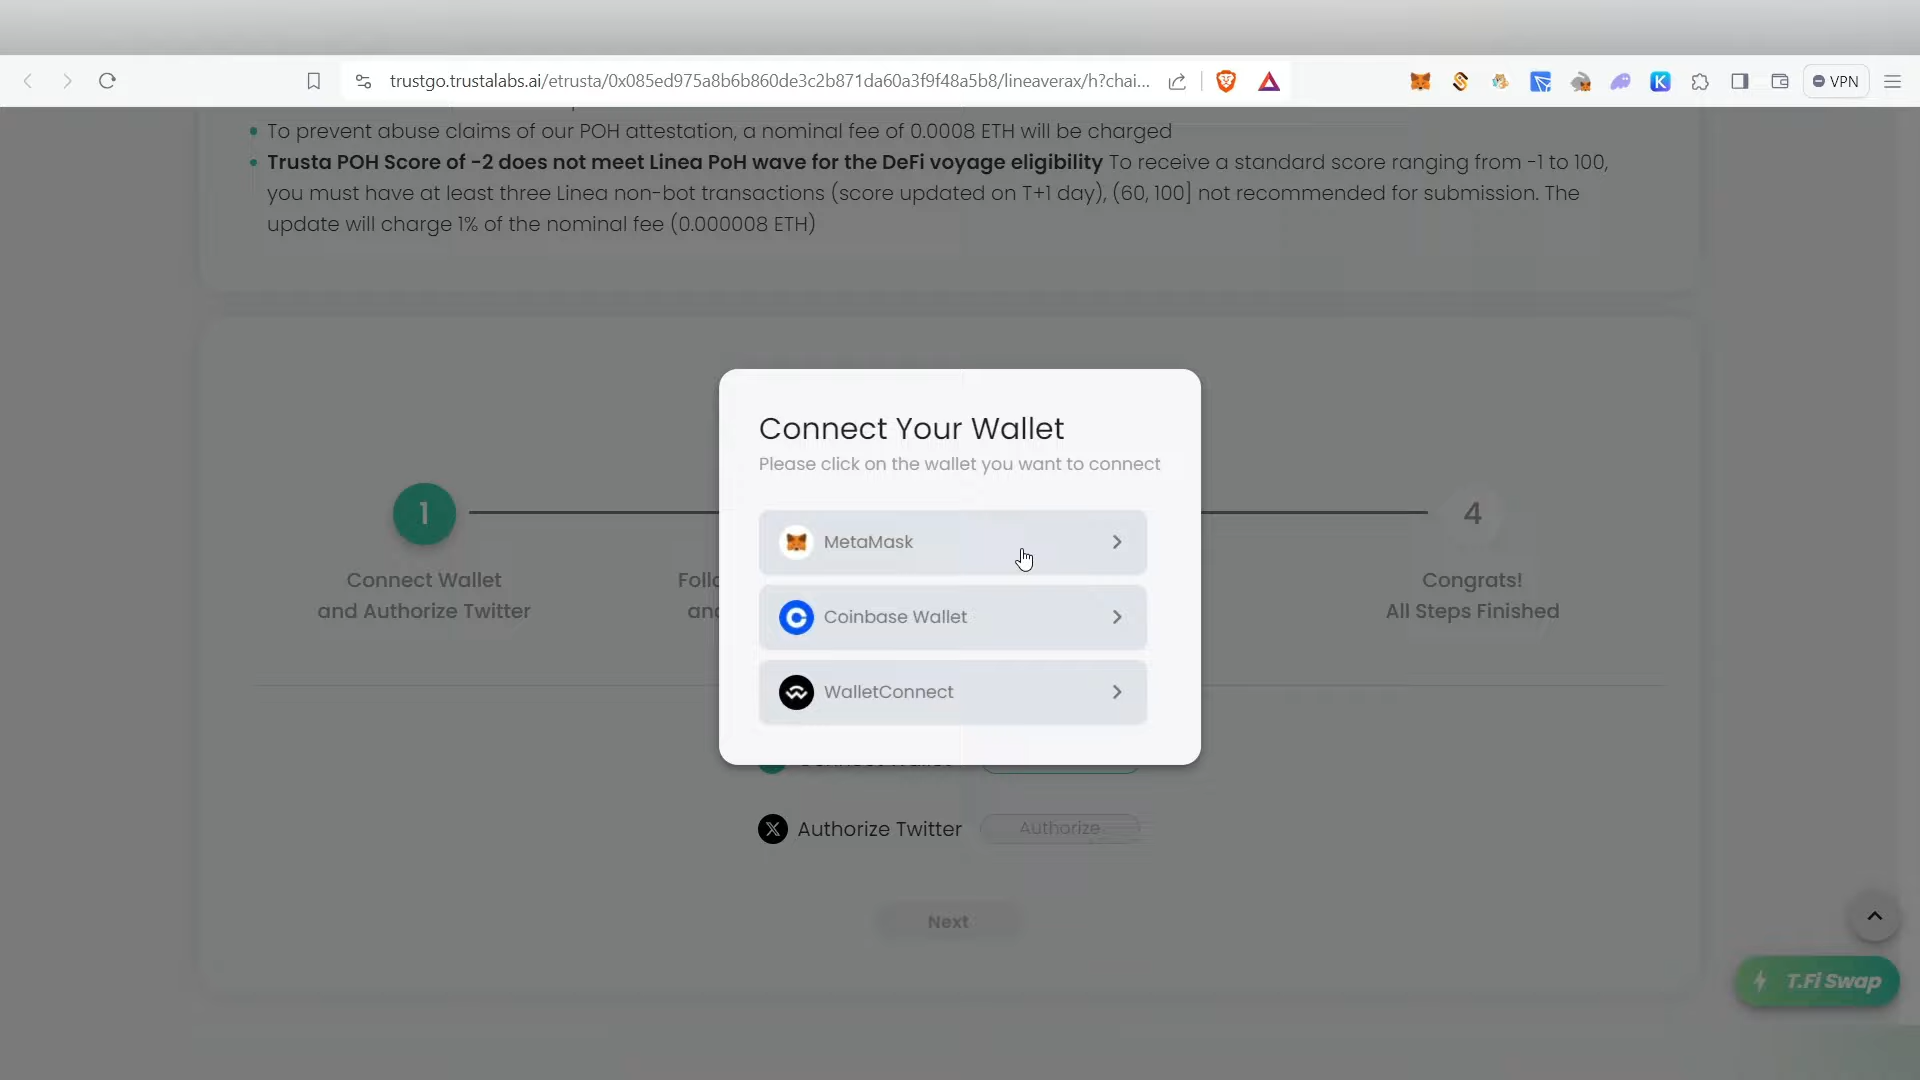 trustgo.trustalabs.ai/etrusta/0x085ed975a8b6b860de3c2b871da60a3f9f48a5b8/lineaverax/h?chai...
VPN
To prevent abuse claims of our POH attestation, a nominal fee of 0.0008 ETH will be charged
Trusta POH Score of -2 does not meet Linea PoH wave for the DeFi voyage eligibility To receive a standard score ranging from -1 to 100,
you must have at least three Linea non-bot transactions (score updated on T+1 day), (60, 100] not recommended for submission. The
update will charge 1% of the nominal fee (0.000008 ETH)
Connect Your Wallet
Please click on the wallet you want to connect
MetaMask
Coinbase Wallet
WalletConnect
1
Connect Wallet
and Authorize Twitter
4
Congrats!
All Steps Finished
Authorize Twitter
Authorize
Next
T.Fi Swap